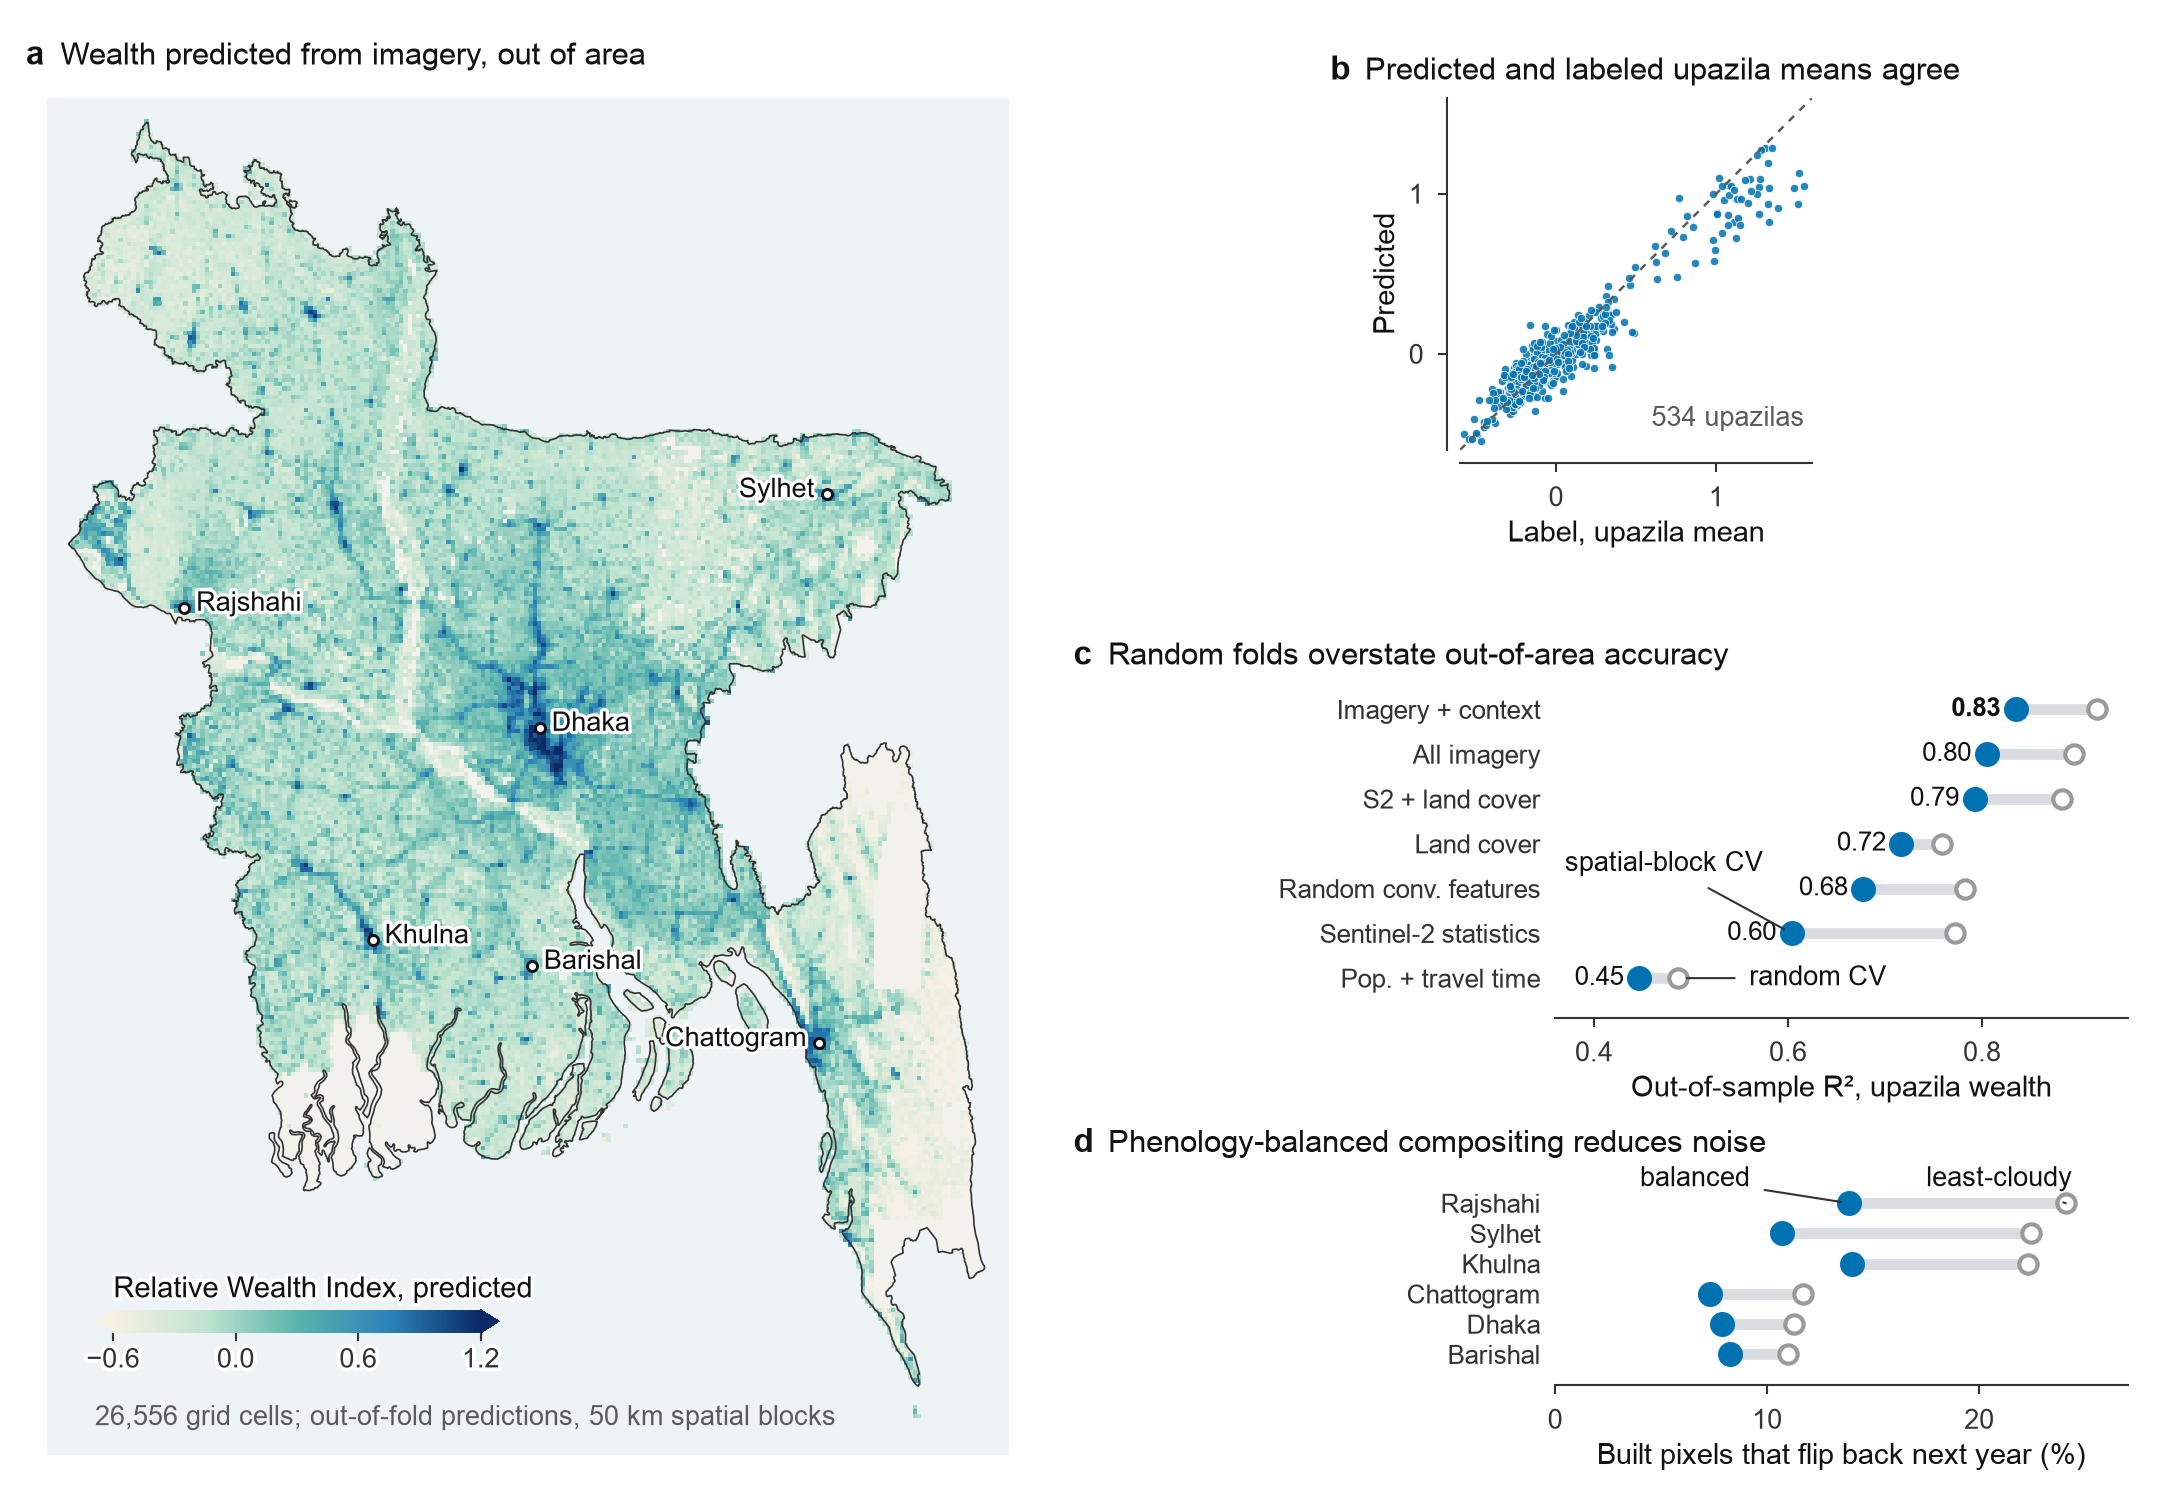 a Wealth predicted from imagery, out of area
Sylhet
Rajshahi
Dhaka
Khulna
Barishal
Chattogram
Relative Wealth Index, predicted
−0.6 0.0 0.6 1.2
26,556 grid cells; out-of-fold predictions, 50 km spatial blocks
b Predicted and labeled upazila means agree
Predicted
1
0
534 upazilas
0 1
Label, upazila mean
c Random folds overstate out-of-area accuracy
Imagery + context 0.83
All imagery 0.80
S2 + land cover 0.79
Land cover 0.72
spatial-block CV
Random conv. features 0.68
Sentinel-2 statistics 0.60
Pop. + travel time 0.45 random CV
0.4 0.6 0.8
Out-of-sample R², upazila wealth
d Phenology-balanced compositing reduces noise
balanced least-cloudy
Rajshahi
Sylhet
Khulna
Chattogram
Dhaka
Barishal
0 10 20
Built pixels that flip back next year (%)